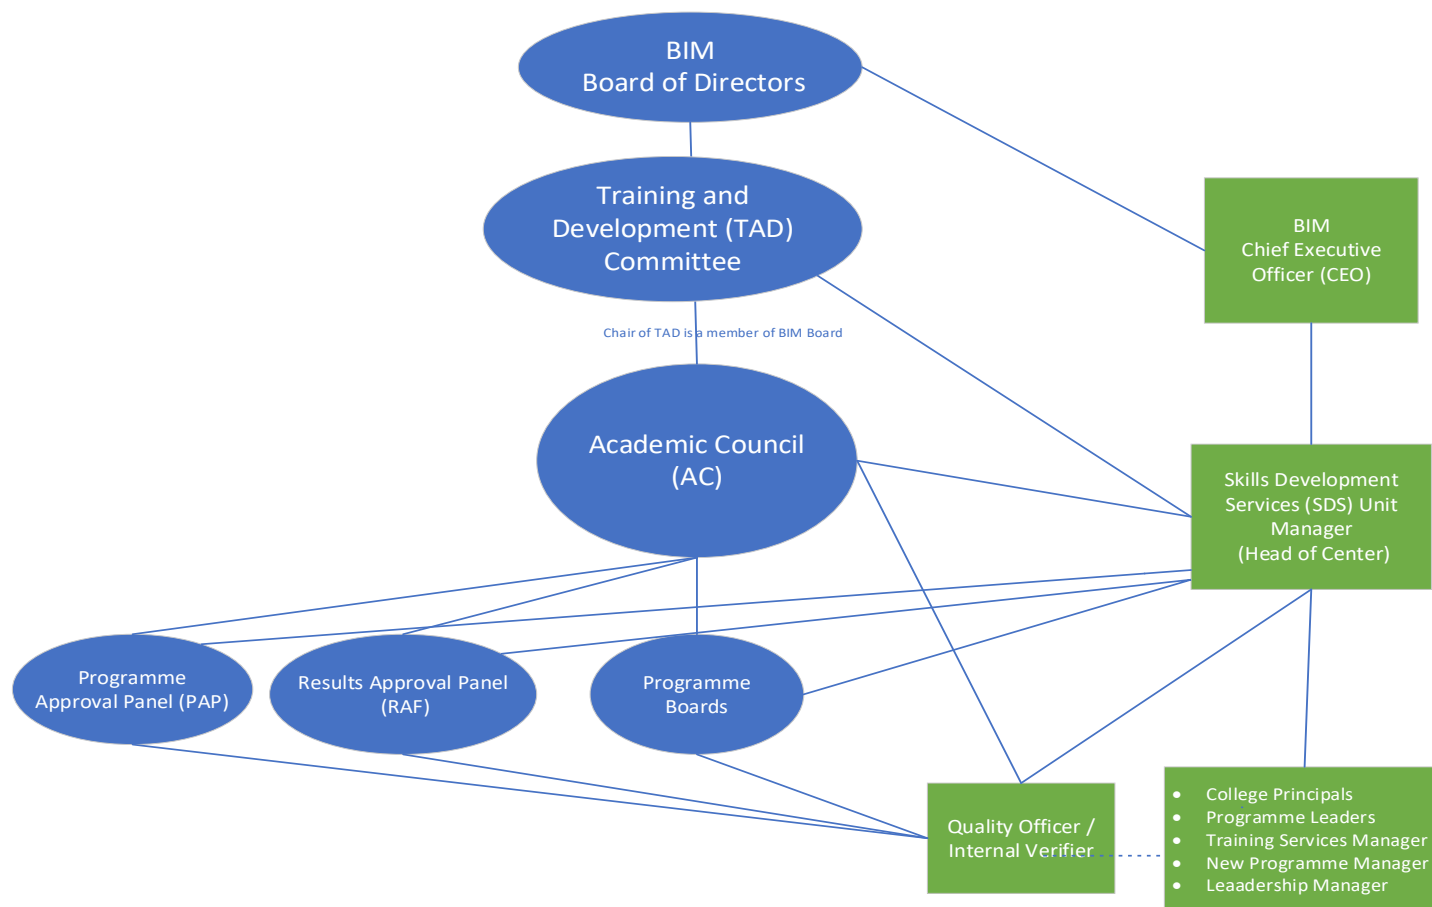 BIM
Board of Directors
Training and
Development (TAD)
Committee
BIM
Chief Executive
Officer (CEO)
Chair of TAD is a member of BIM Board
Academic Council
(AC)
Skills Development
Services (SDS) Unit
Manager
(Head of Center)
Programme
Approval Panel (PAP)
Results Approval Panel
(RAF)
Programme
Boards
Quality Officer /
Internal Verifier
• College Principals
• Programme Leaders
• Training Services Manager
• New Programme Manager
• Leaadership Manager